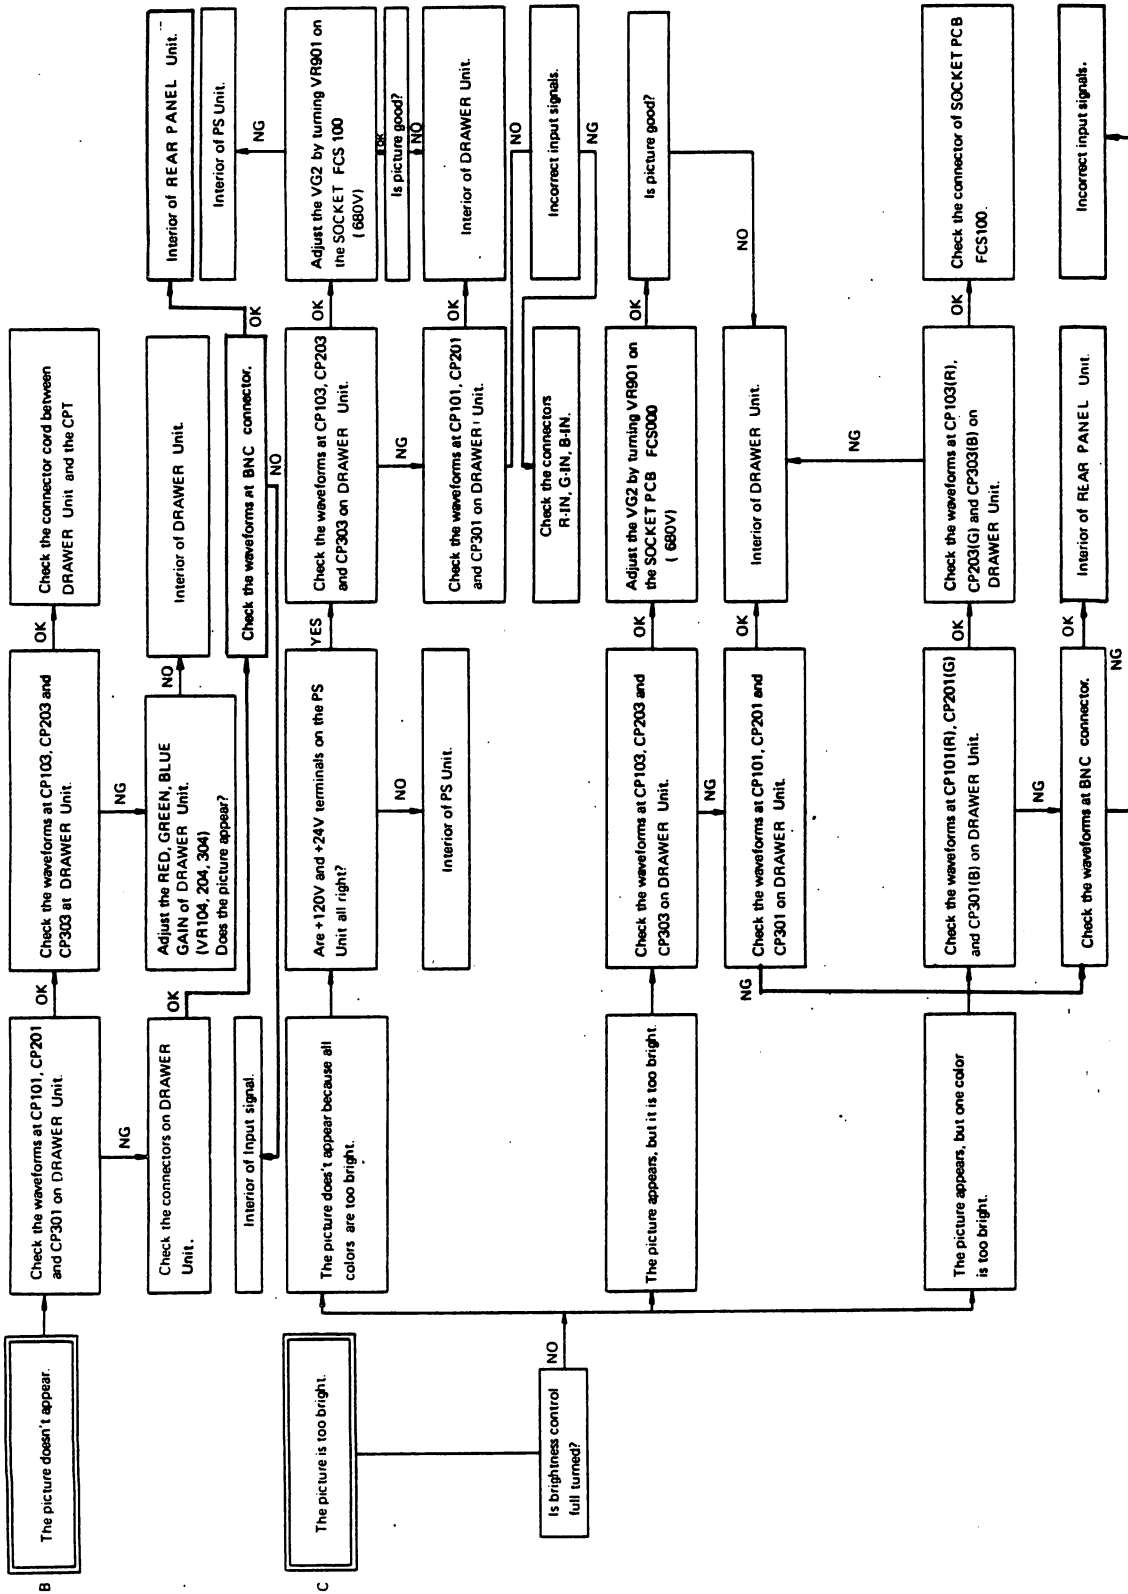 B
The picture doesn't appear.
Check the waveforms at CP101, CP201
and CP301 on DRAWER Unit.
OK
Check the waveforms at CP103, CP203 and
CP303 at DRAWER Unit.
OK
Check the connector cord between
DRAWER Unit and the CPT
NG
Check the connectors on DRAWER
Unit.
OK
NG
Adjust the RED, GREEN, BLUE
GAIN of DRAWER Unit.
(VR104, 204, 304)
Does the picture appear?
NO
Interior of DRAWER Unit.
Check the waveforms at BNC connector.
OK
Interior of REAR PANEL Unit.
NO
Interior of Input signal.
C
The picture is too bright.
Is brightness control
full turned?
NO
The picture does't appear because all
colors are too bright.
Are +120V and +24V terminals on the PS
Unit all right?
NO
Interior of PS Unit.
YES
Check the waveforms at CP103, CP203
and CP303 on DRAWER Unit.
OK
Adjust the VG2 by turning VR901 on
the SOCKET FCS 100
(680V)
NG
Interior of PS Unit.
OK
Is picture good?
NO
NG
Check the waveforms at CP101, CP201
and CP301 on DRAWER Unit.
OK
Interior of DRAWER Unit.
NO
Incorrect input signals.
NG
Check the connectors
R-IN, G-IN, B-IN.
The picture appears, but it is too bright.
Check the waveforms at CP103, CP203 and
CP303 on DRAWER Unit.
OK
Adjust the VG2 by turning VR901 on
the SOCKET PCB FCS000
( 680V)
OK
Is picture good?
NO
NG
Check the waveforms at CP101, CP201 and
CP301 on DRAWER Unit.
OK
Interior of DRAWER Unit.
NG
The picture appears, but one color
is too bright.
Check the waveforms at CP101(R), CP201(G)
and CP301(B) on DRAWER Unit.
OK
Check the waveforms at CP103(R),
CP203(G) and CP303(B) on
DRAWER Unit.
NG
OK
Check the connector of SOCKET PCB
FCS100.
NG
Check the waveforms at BNC connector.
OK
Interior of REAR PANEL Unit.
NG
Incorrect input signals.